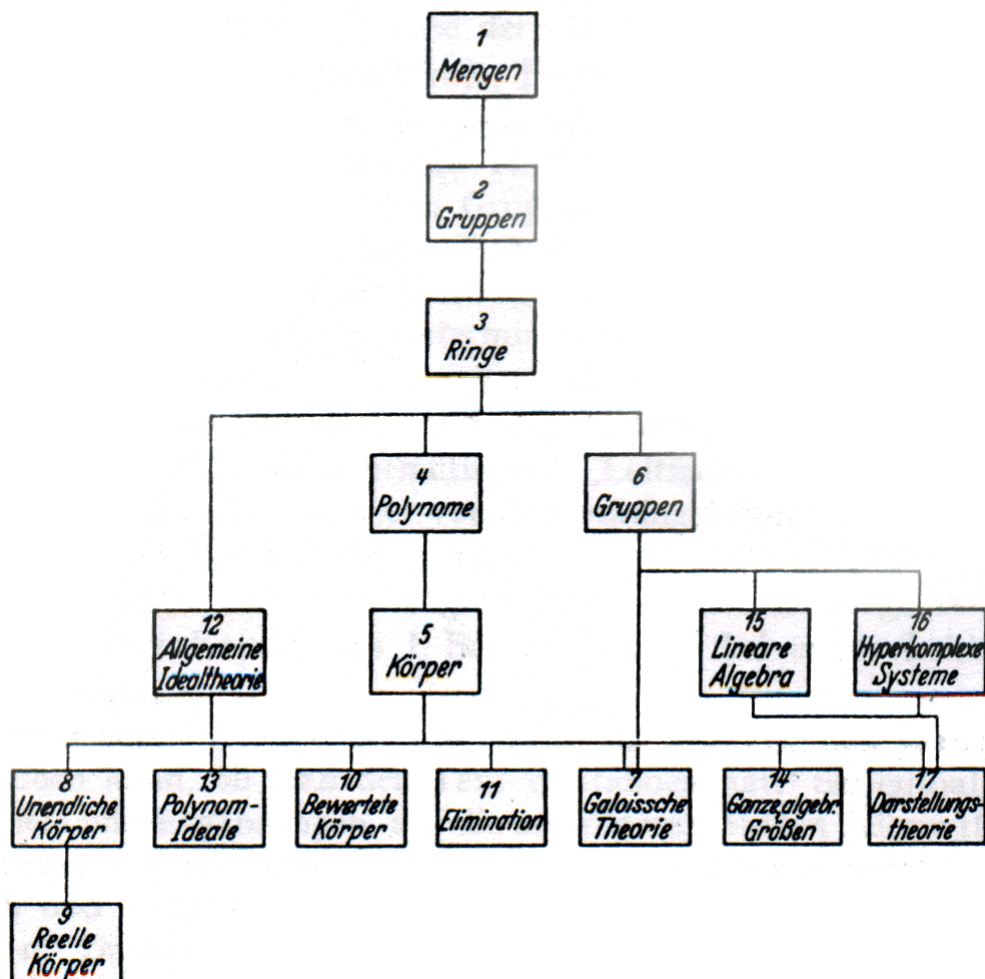 1
Mengen
2
Gruppen
3
Ringe
4
Polynome
6
Gruppen
12
Allgemeine
Idealtheorie
5
Körper
15
Lineare
Algebra
16
Hyperkomplexe
Systeme
8
Unendliche
Körper
13
Polynom-
Ideale
10
Bewertete
Körper
11
Elimination
7
Galoissche
Theorie
14
Ganze algebr.
Größen
17
Darstellungs-
theorie
9
Reelle
Körper